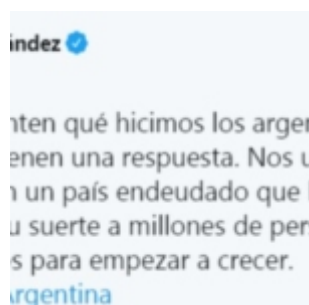 ández
nten qué hicimos los arger
enen una respuesta. Nos u
un país endeudado que
u suerte a millones de per
s para empezar a crecer.
rgentina